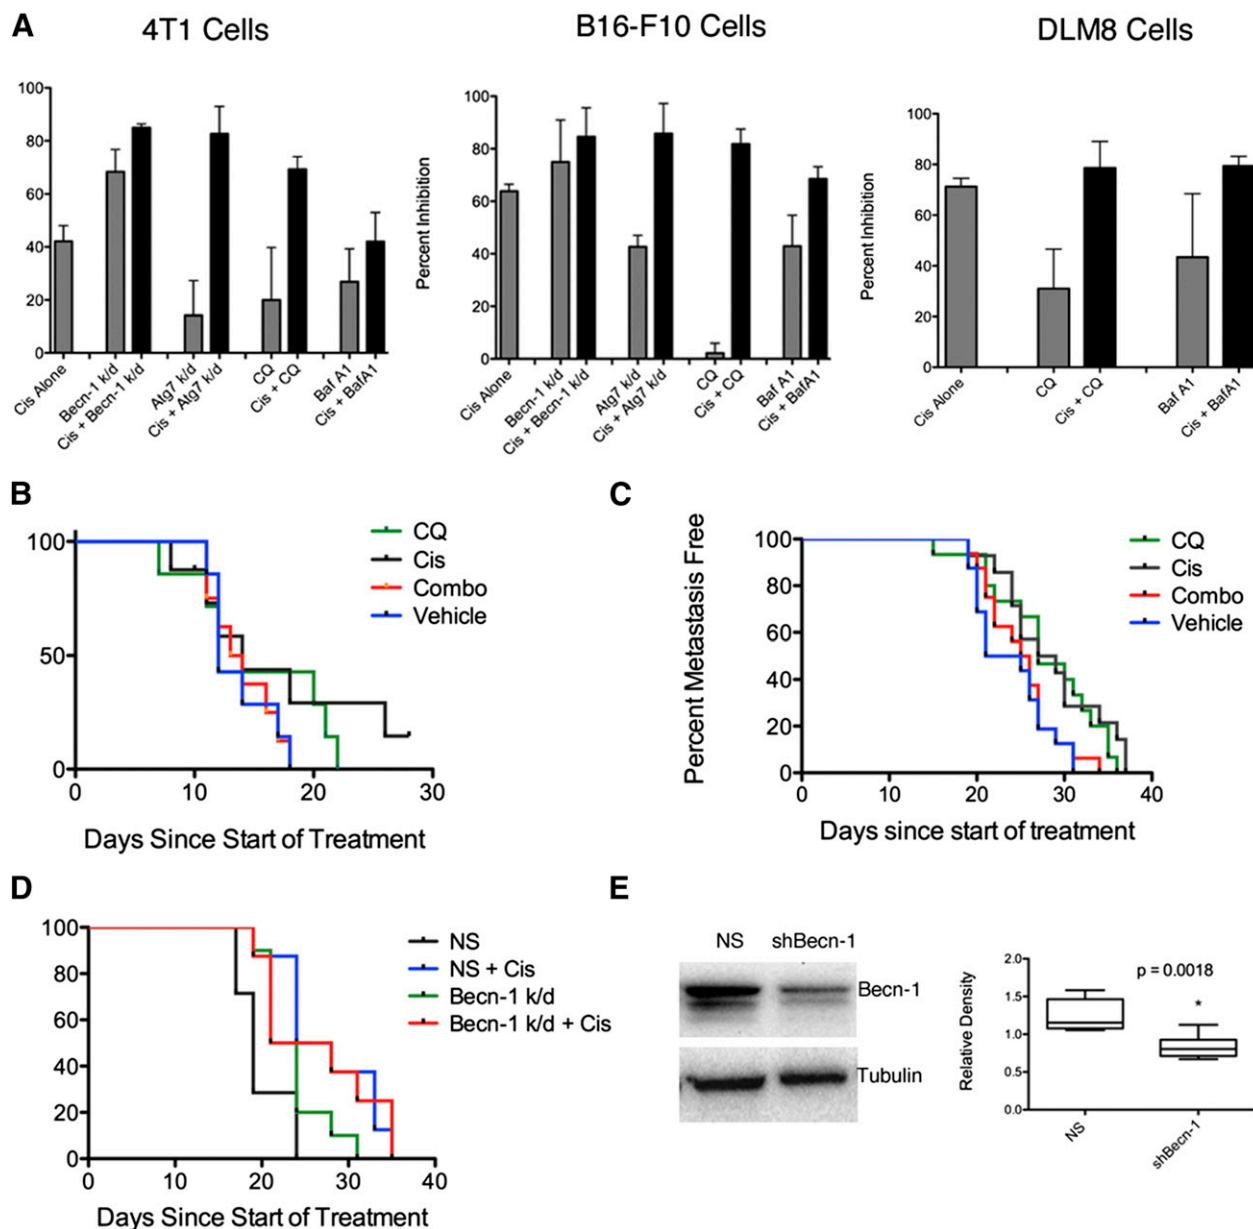 A
4T1 Cells
B16-F10 Cells
DLM8 Cells
100
80
60
40
20
0
Cis Alone
Becn-1 k/d
Cis + Becn-1 k/d
Atg7 k/d
Cis + Atg7 k/d
CQ
Cis + CQ
Baf A1
Cis + BafA1
Percent Inhibition
100
80
60
40
20
0
Cis Alone
Becn-1 k/d
Cis + Becn-1 k/d
Atg7 k/d
Cis + Atg7 k/d
CQ
Cis + CQ
Baf A1
Cis + BafA1
Percent Inhibition
100
80
60
40
20
0
Cis Alone
CQ
Cis + CQ
Baf A1
Cis + BafA1
B
100
50
0
0 10 20 30
Days Since Start of Treatment
CQ
Cis
Combo
Vehicle
C
Percent Metastasis Free
100
80
60
40
20
0
0 10 20 30 40
Days since start of treatment
CQ
Cis
Combo
Vehicle
D
100
80
60
40
20
0
0 10 20 30 40
Days Since Start of Treatment
NS
NS + Cis
Becn-1 k/d
Becn-1 k/d + Cis
E
NS shBecn-1
Becn-1
Tubulin
Relative Density
2.0
1.5
1.0
0.5
0.0
p = 0.0018
*
NS
shBecn-1